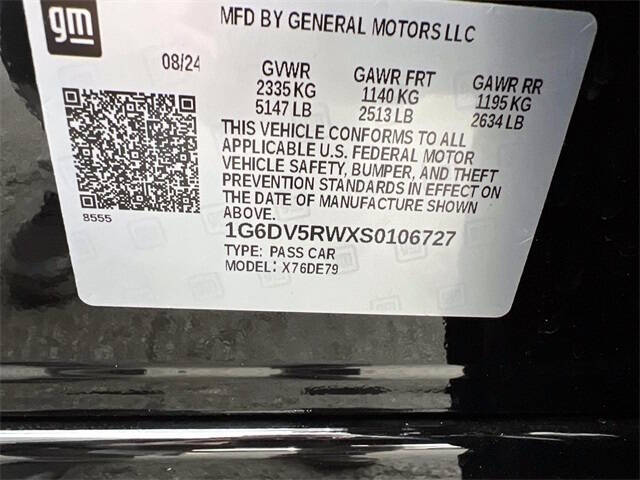 gm
MFD BY GENERAL MOTORS LLC
08/24
GVWR GAWR FRT GAWR RR
2335 KG 1140 KG 1195 KG
5147 LB 2513 LB 2634 LB
THIS VEHICLE CONFORMS TO ALL
APPLICABLE U.S. FEDERAL MOTOR
VEHICLE SAFETY, BUMPER, AND THEFT
PREVENTION STANDARDS IN EFFECT ON
THE DATE OF MANUFACTURE SHOWN
ABOVE.
8555
1G6DV5RWXS0106727
TYPE: PASS CAR
MODEL: X76DE79